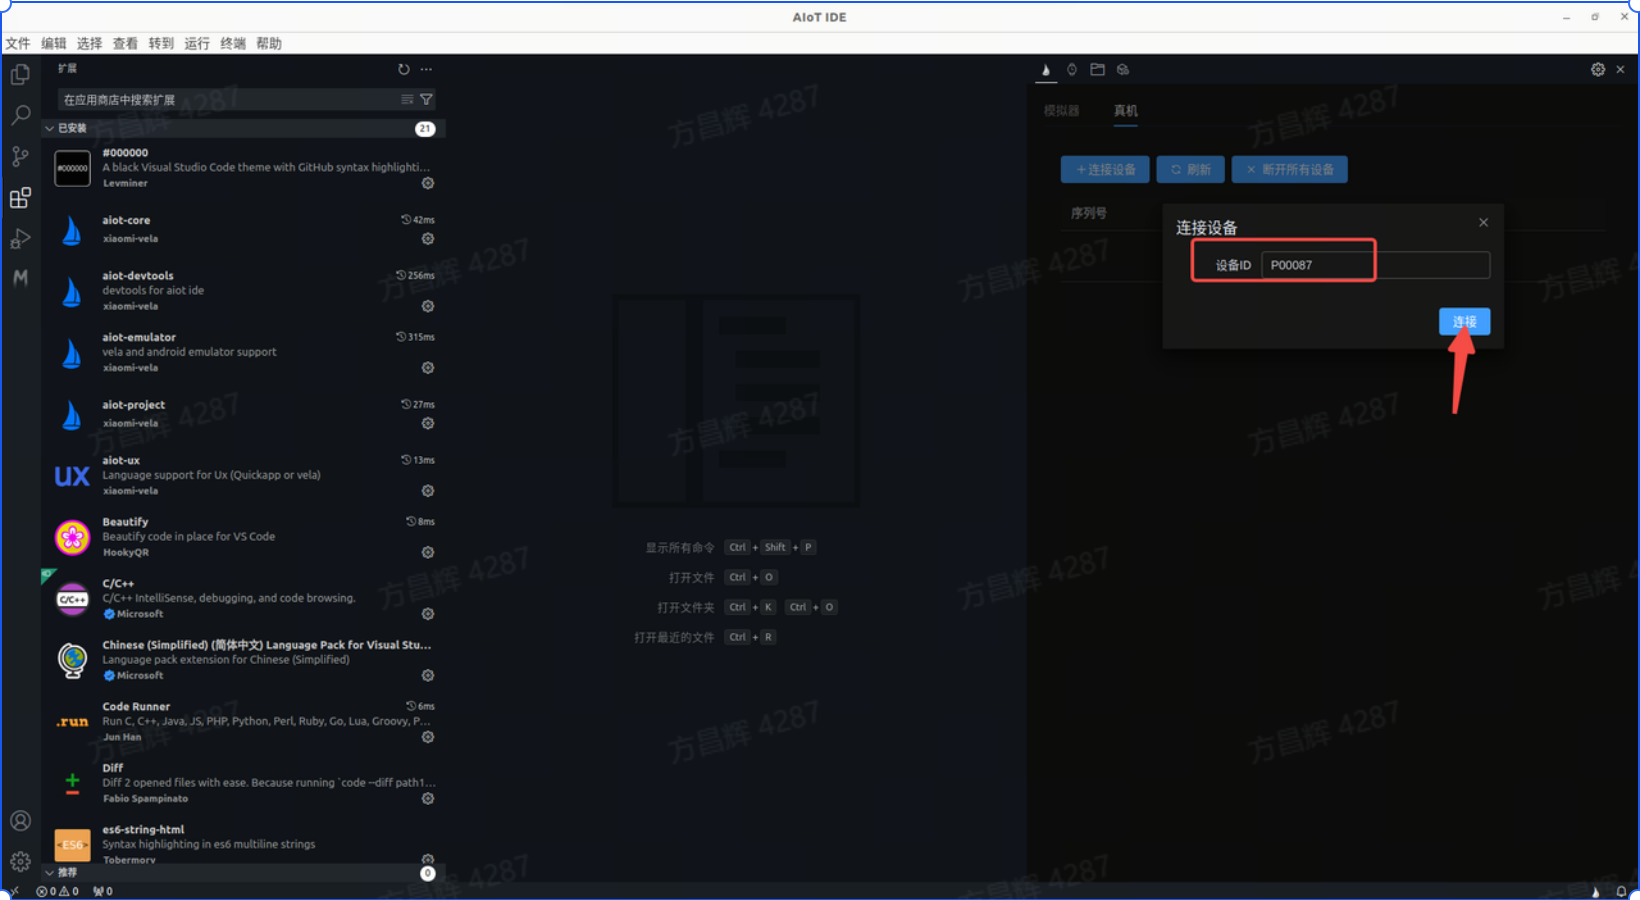 AIoT IDE
文件 编辑 选择 查看 转到 运行 终端 帮助
扩展
在应用商店中搜索扩展
已安装 21
#000000
A black Visual Studio Code theme with GitHub syntax highlighti...
Levminer
aiot-core 42ms
xiaomi-vela
aiot-devtools 256ms
devtools for aiot ide
xiaomi-vela
aiot-emulator 315ms
vela and android emulator support
xiaomi-vela
aiot-project 27ms
xiaomi-vela
UX
aiot-ux 13ms
Language support for Ux (Quickapp or vela)
xiaomi-vela
Beautify 8ms
Beautify code in place for VS Code
HookyQR
C/C++
C/C++
C/C++ IntelliSense, debugging, and code browsing.
Microsoft
Chinese (Simplified) (简体中文) Language Pack for Visual Stu...
Language pack extension for Chinese (Simplified)
Microsoft
.run
Code Runner 6ms
Run C, C++, Java, JS, PHP, Python, Perl, Ruby, Go, Lua, Groovy, P...
Jun Han
Diff
Diff 2 opened files with ease. Because running `code --diff path1...
Fabio Spampinato
<ES6>
es6-string-html
Syntax highlighting in es6 multiline strings
Tobermory
推荐 0
0 0 0
显示所有命令 Ctrl + Shift + P
打开文件 Ctrl + O
打开文件夹 Ctrl + K Ctrl + O
打开最近的文件 Ctrl + R
模拟器 真机
+连接设备 刷新 × 断开所有设备
序列号
连接设备
设备ID P00087
连接
方昌辉 4287